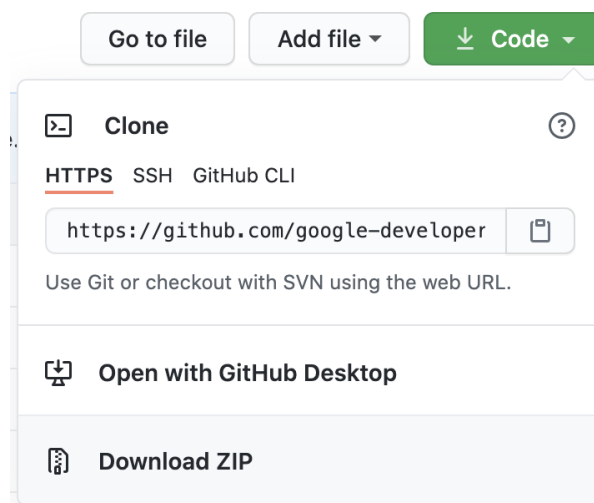 Go to file
Add file
Code
Clone
HTTPS SSH GitHub CLI
https://github.com/google-developer
Use Git or checkout with SVN using the web URL.
Open with GitHub Desktop
Download ZIP